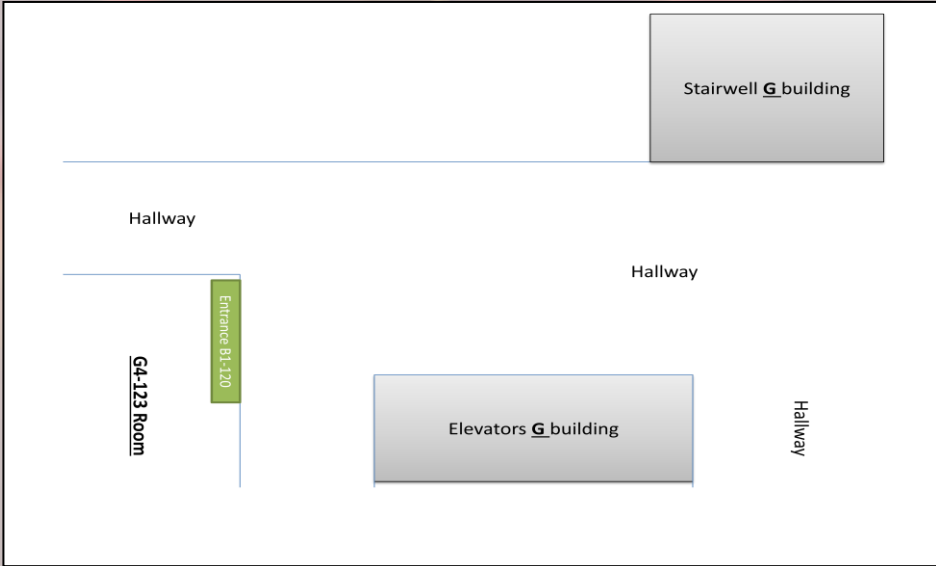 Stairwell G building
Hallway
Hallway
Entrance B1-120
G4-123 Room
Elevators G building
Hallway